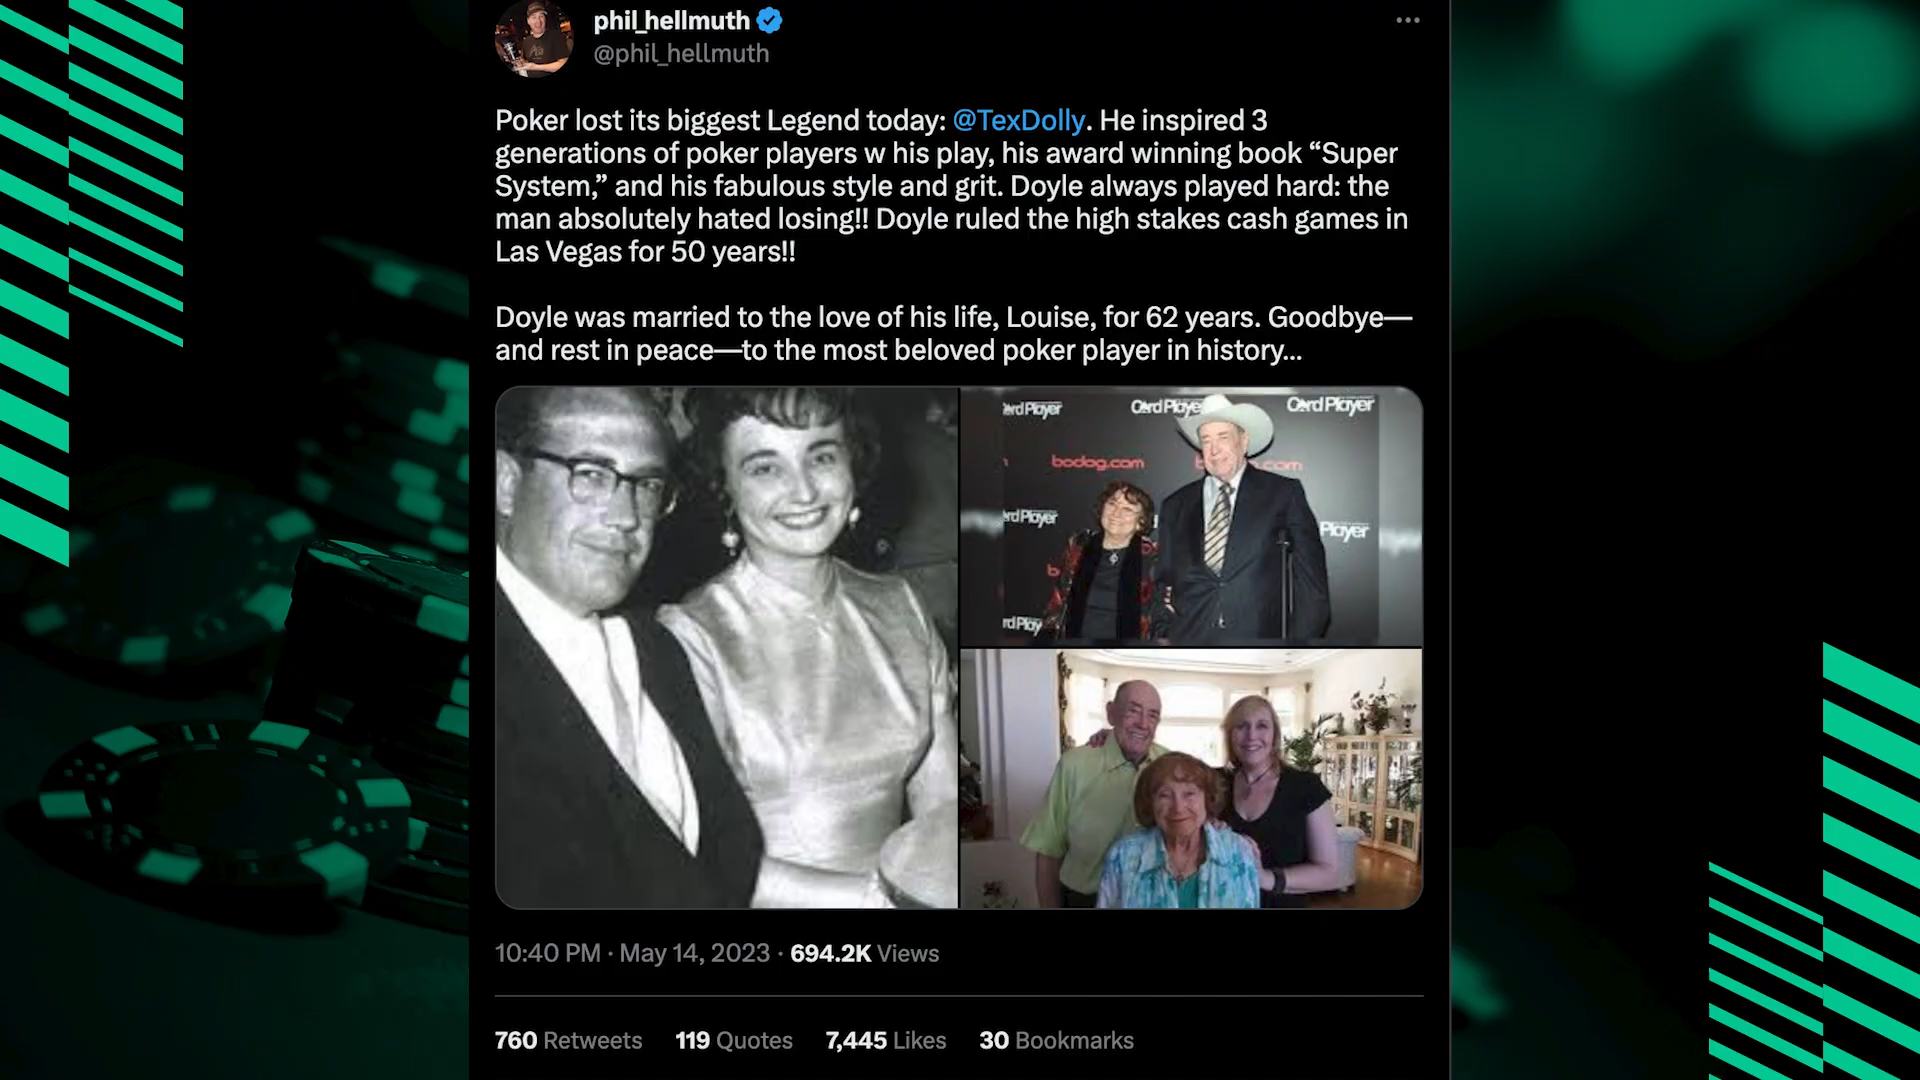 phil_hellmuth
@phil_hellmuth
Poker lost its biggest Legend today: @TexDolly. He inspired 3
generations of poker players w his play, his award winning book “Super
System,” and his fabulous style and grit. Doyle always played hard: the
man absolutely hated losing!! Doyle ruled the high stakes cash games in
Las Vegas for 50 years!!
Doyle was married to the love of his life, Louise, for 62 years. Goodbye—
and rest in peace—to the most beloved poker player in history...
Card Player
Card Player
bodog.com
.com
Player
10:40 PM · May 14, 2023 · 694.2K Views
760 Retweets 119 Quotes 7,445 Likes 30 Bookmarks